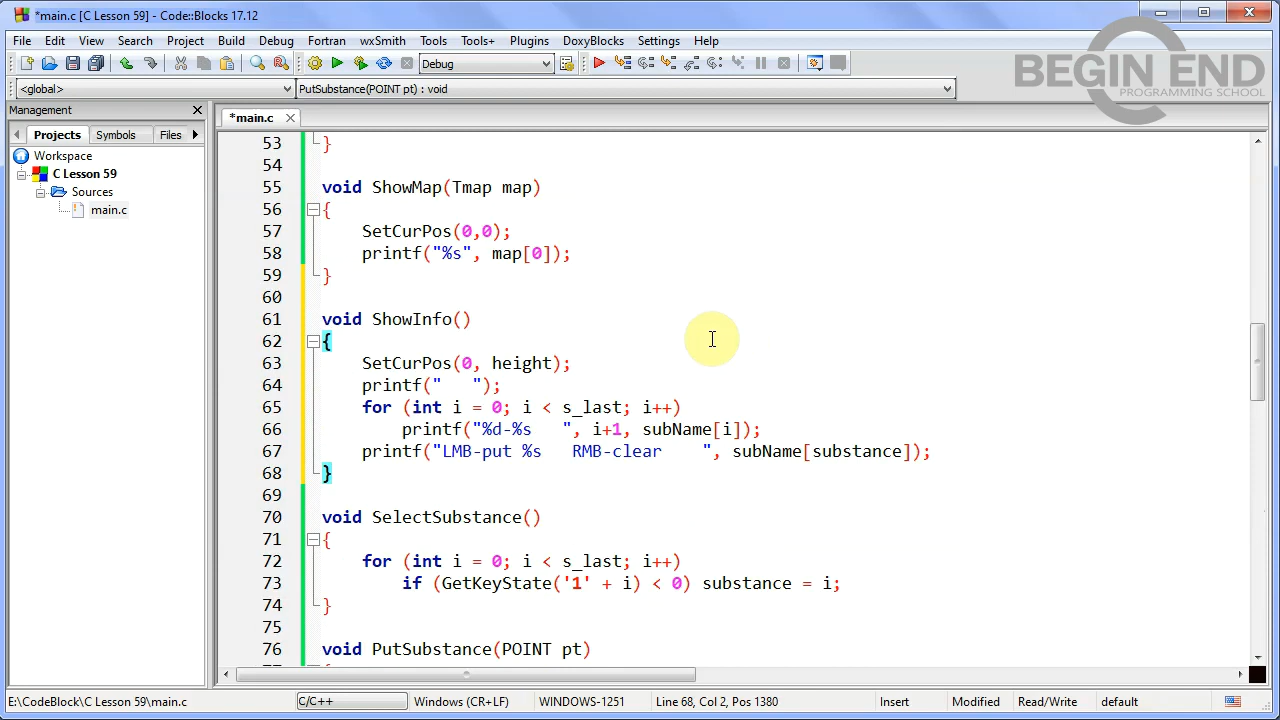 *main.c [C Lesson 59] - Code::Blocks 17.12
File Edit View Search Project Build Debug Fortran wxSmith Tools Tools+ Plugins DoxyBlocks Settings Help
BEGIN END
PROGRAMMING SCHOOL
Debug
<global> PutSubstance(POINT pt) : void
Management
*main.c
Projects Symbols Files
Workspace
C Lesson 59
Sources
main.c
53 }
54
55 void ShowMap(Tmap map)
56 {
57     SetCurPos(0,0);
58     printf("%s", map[0]);
59 }
60
61 void ShowInfo()
62 {
63     SetCurPos(0, height);
64     printf("   ");
65     for (int i = 0; i < s_last; i++)
66         printf("%d-%s   ", i+1, subName[i]);
67     printf("LMB-put %s   RMB-clear    ", subName[substance]);
68 }
69
70 void SelectSubstance()
71 {
72     for (int i = 0; i < s_last; i++)
73         if (GetKeyState('1' + i) < 0) substance = i;
74 }
75
76 void PutSubstance(POINT pt)
E:\CodeBlock\C Lesson 59\main.c C/C++ Windows (CR+LF) WINDOWS-1251 Line 68, Col 2, Pos 1380 Insert Modified Read/Write default